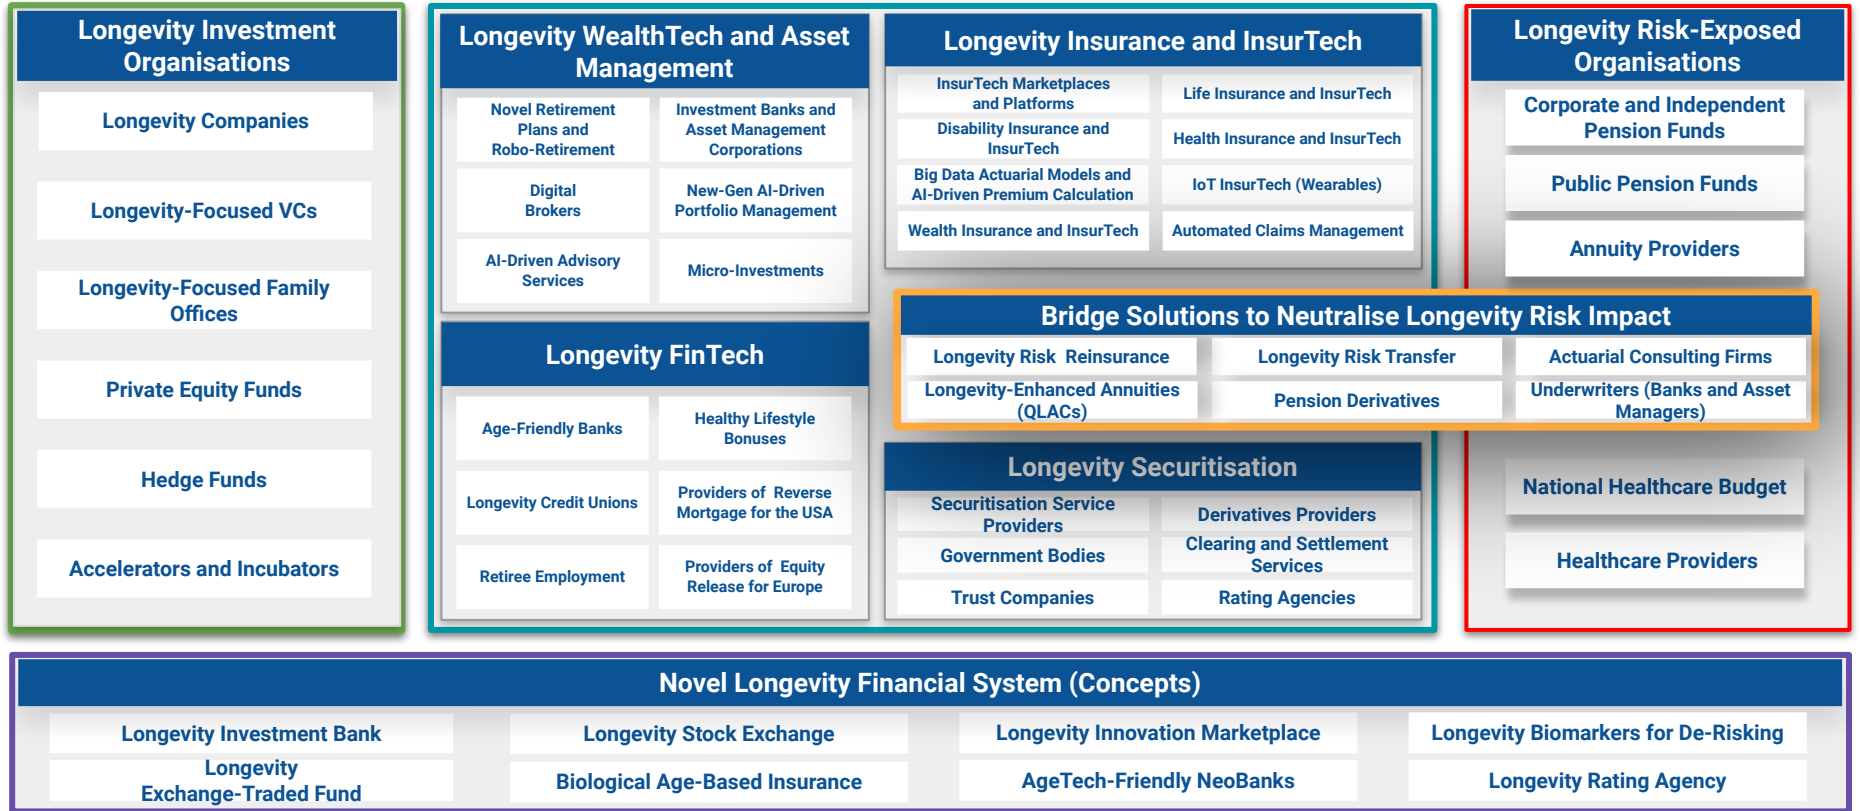 Longevity Investment
Organisations
Longevity Companies
Longevity-Focused VCs
Longevity-Focused Family
Offices
Private Equity Funds
Hedge Funds
Accelerators and Incubators
Longevity WealthTech and Asset
Management
Novel Retirement
Plans and
Robo-Retirement
Investment Banks and
Asset Management
Corporations
Digital
Brokers
New-Gen AI-Driven
Portfolio Management
AI-Driven Advisory
Services
Micro-Investments
Longevity FinTech
Age-Friendly Banks
Healthy Lifestyle
Bonuses
Longevity Credit Unions
Providers of Reverse
Mortgage for the USA
Retiree Employment
Providers of Equity
Release for Europe
Longevity Insurance and InsurTech
InsurTech Marketplaces
and Platforms
Life Insurance and InsurTech
Disability Insurance and
InsurTech
Health Insurance and InsurTech
Big Data Actuarial Models and
AI-Driven Premium Calculation
IoT InsurTech (Wearables)
Wealth Insurance and InsurTech
Automated Claims Management
Bridge Solutions to Neutralise Longevity Risk Impact
Longevity Risk Reinsurance
Longevity Risk Transfer
Actuarial Consulting Firms
Longevity-Enhanced Annuities
(QLACs)
Pension Derivatives
Underwriters (Banks and Asset
Managers)
Longevity Securitisation
Securitisation Service
Providers
Derivatives Providers
Government Bodies
Clearing and Settlement
Services
Trust Companies
Rating Agencies
Longevity Risk-Exposed
Organisations
Corporate and Independent
Pension Funds
Public Pension Funds
Annuity Providers
National Healthcare Budget
Healthcare Providers
Novel Longevity Financial System (Concepts)
Longevity Investment Bank
Longevity Stock Exchange
Longevity Innovation Marketplace
Longevity Biomarkers for De-Risking
Longevity
Exchange-Traded Fund
Biological Age-Based Insurance
AgeTech-Friendly NeoBanks
Longevity Rating Agency